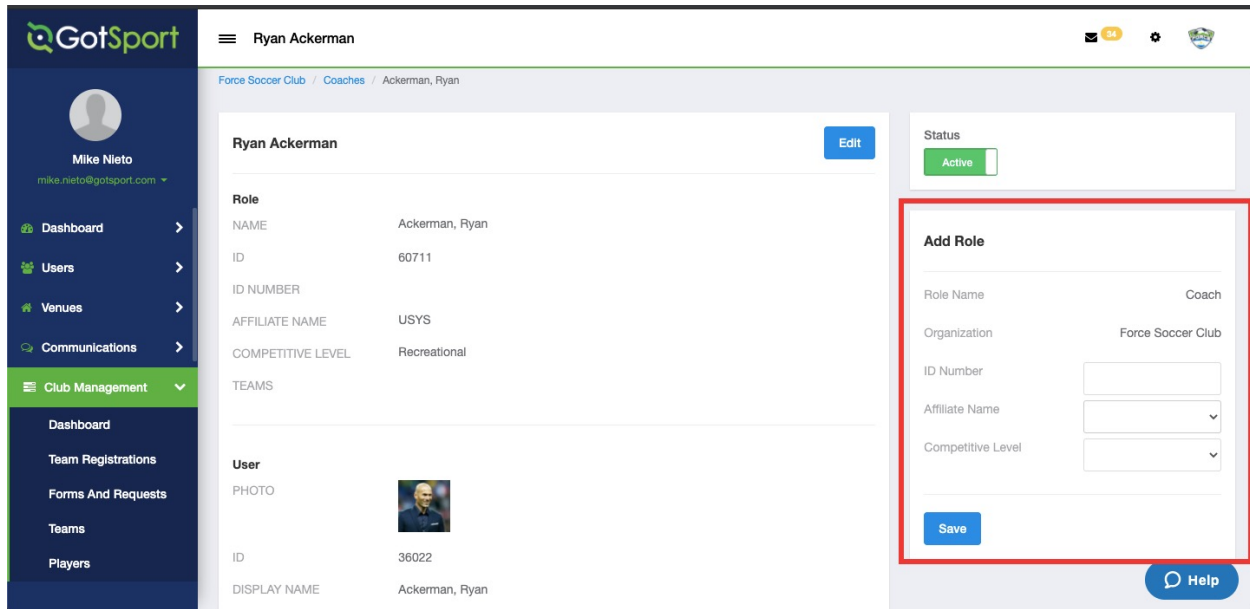 GotSport
Mike Nieto
mike.nieto@gotsport.com
Dashboard
Users
Venues
Communications
Club Management
Dashboard
Team Registrations
Forms And Requests
Teams
Players
Ryan Ackerman
34
Force Soccer Club / Coaches / Ackerman, Ryan
Ryan Ackerman
Edit
Role
NAME Ackerman, Ryan
ID 60711
ID NUMBER
AFFILIATE NAME USYS
COMPETITIVE LEVEL Recreational
TEAMS
User
PHOTO
ID 36022
DISPLAY NAME Ackerman, Ryan
Status
Active
Add Role
Role Name Coach
Organization Force Soccer Club
ID Number
Affiliate Name
Competitive Level
Save
Help